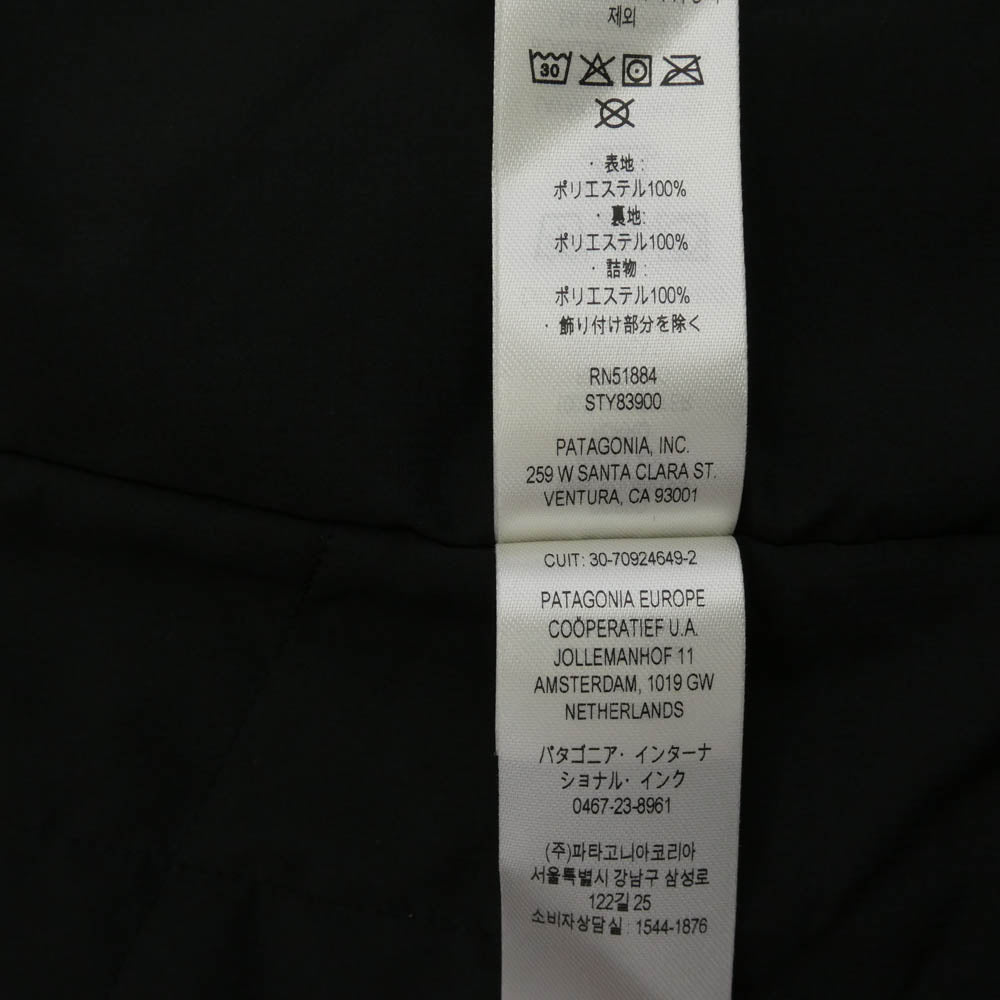 제외
30
・表地:
ポリエステル100%
・裏地:
ポリエステル100%
・詰物:
ポリエステル100%
・飾り付け部分を除く
RN51884
STY83900
PATAGONIA, INC.
259 W SANTA CLARA ST.
VENTURA, CA 93001
CUIT: 30-70924649-2
PATAGONIA EUROPE
COÖPERATIEF U.A.
JOLLEMANHOF 11
AMSTERDAM, 1019 GW
NETHERLANDS
パタゴニア・インターナ
ショナル・インク
0467-23-8961
(주)파타고니아코리아
서울특별시 강남구 삼성로
122길 25
소비자상담실 : 1544-1876